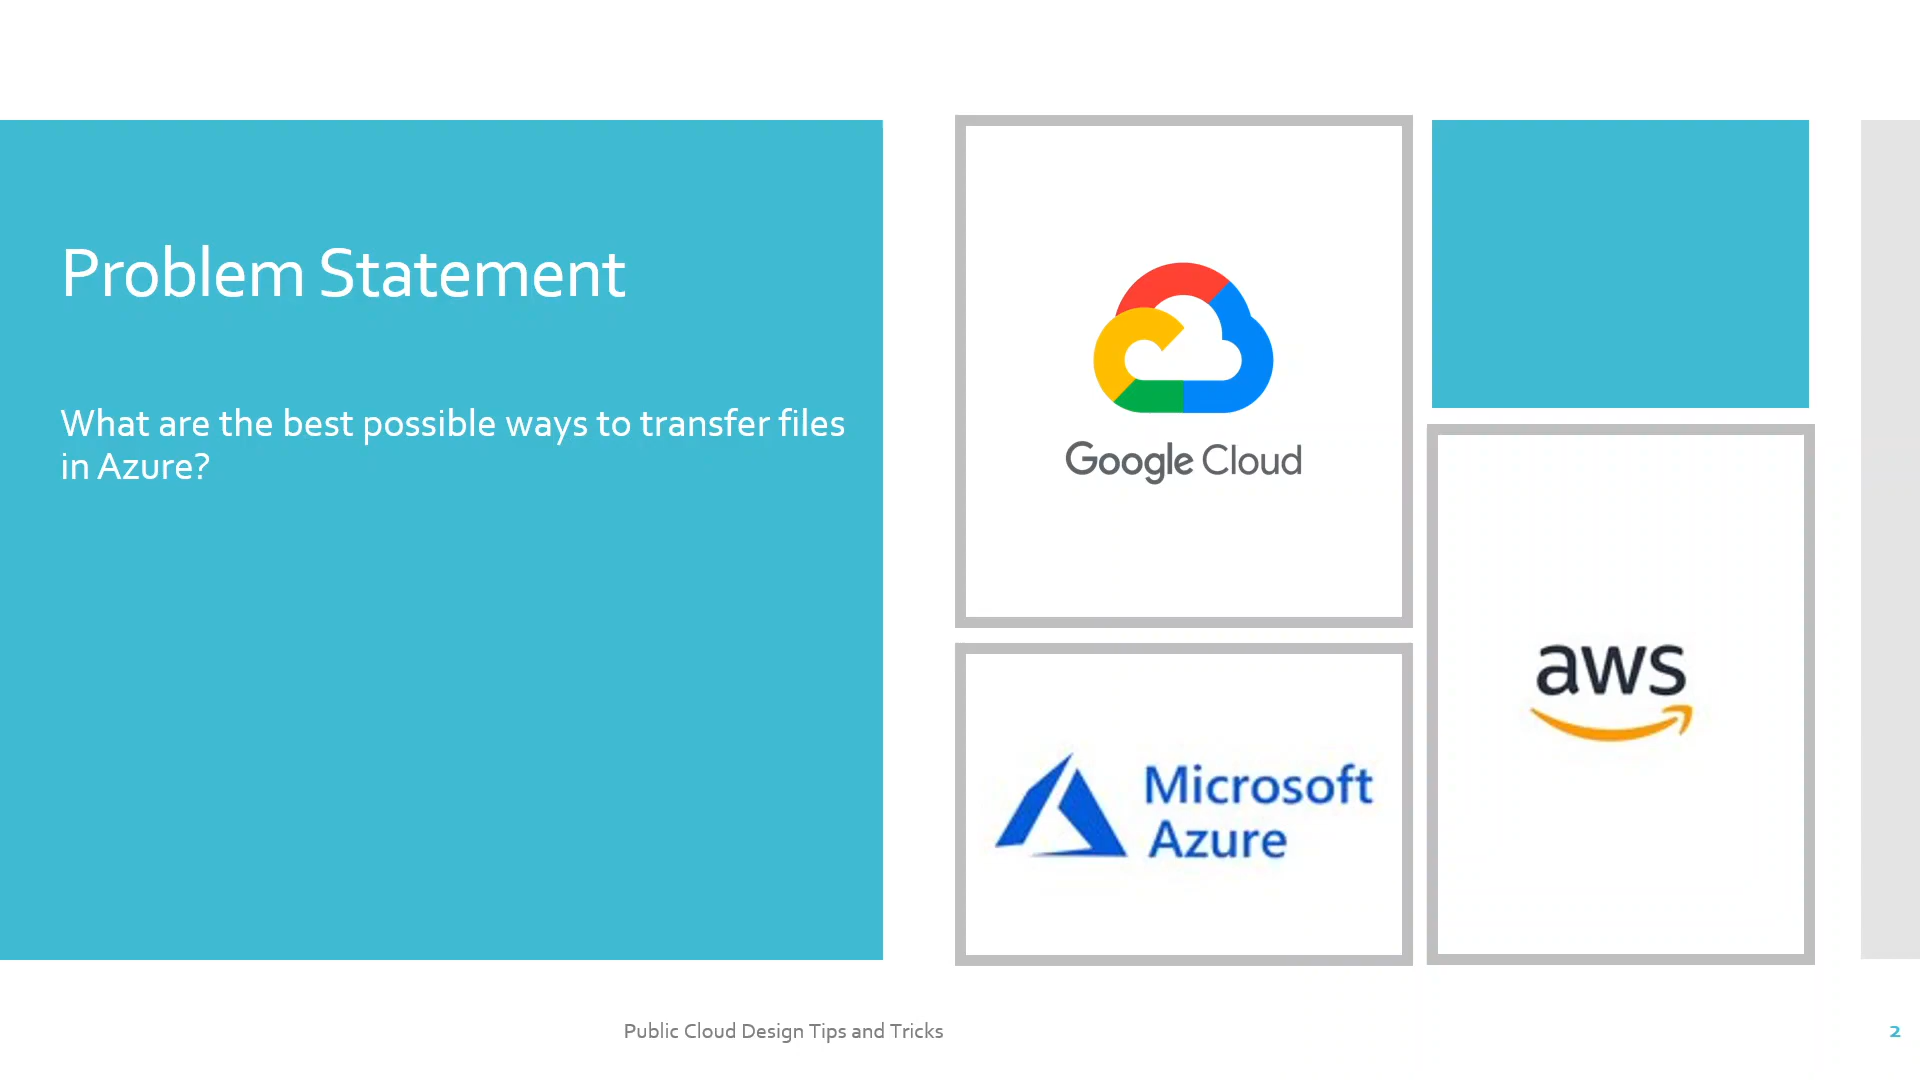 Problem Statement
What are the best possible ways to transfer files
in Azure?
Google Cloud
aws
Microsoft
Azure
Public Cloud Design Tips and Tricks
2